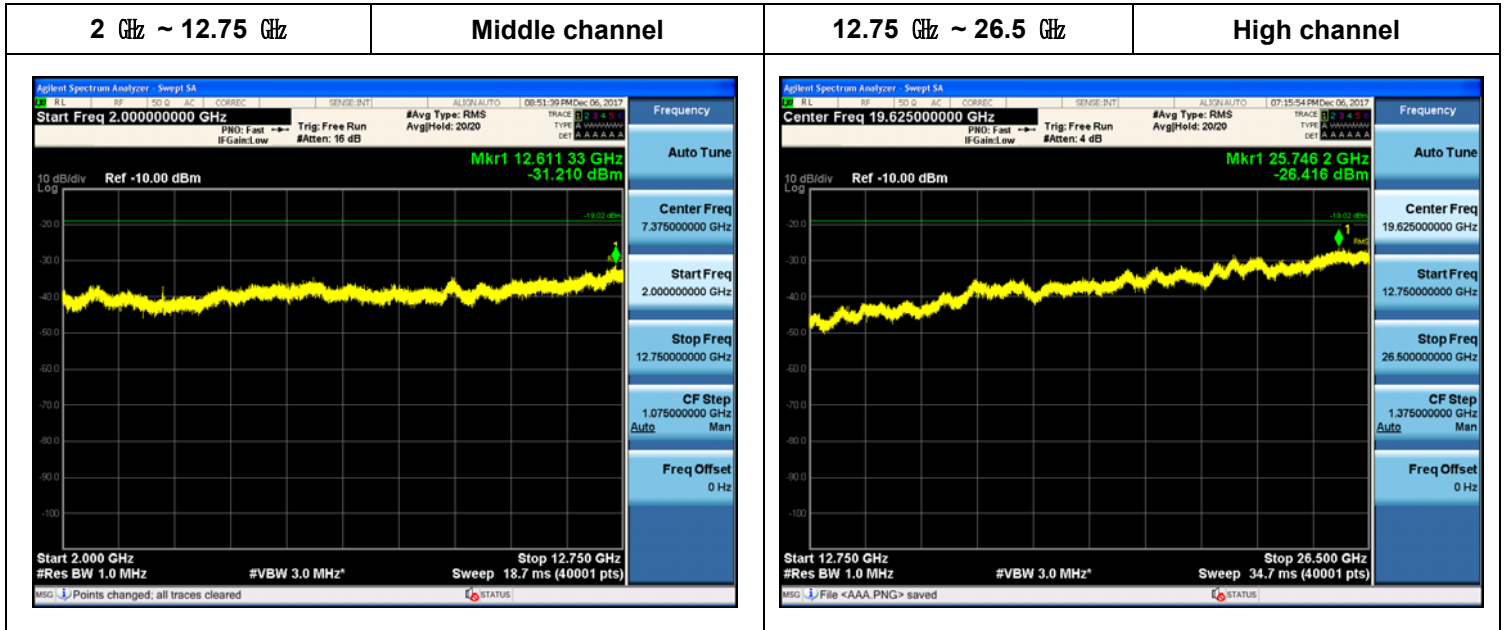 2 ㎓ ~ 12.75 ㎓
Middle channel
12.75 ㎓ ~ 26.5 ㎓
High channel
Agilent Spectrum Analyzer - Swept SA
RL RF 50 Ω AC CORREC SENSE:INT ALIGN AUTO 08:51:39 PM Dec 06, 2017
Start Freq 2.000000000 GHz
PNO: Fast
IFGain:Low
Trig: Free Run
#Atten: 16 dB
#Avg Type: RMS
Avg|Hold: 20/20
TRACE 1 2 3 4 5 6
TYPE A
DET A A A A A A
Mkr1 12.611 33 GHz
-31.210 dBm
10 dB/div Ref -10.00 dBm
Log
-19.02 dBm
1
-20.0
-30.0
-40.0
-50.0
-60.0
-70.0
-80.0
-90.0
-100
Start 2.000 GHz
Stop 12.750 GHz
#Res BW 1.0 MHz
#VBW 3.0 MHz*
Sweep 18.7 ms (40001 pts)
MSG Points changed; all traces cleared
STATUS
Frequency
Auto Tune
Center Freq
7.375000000 GHz
Start Freq
2.000000000 GHz
Stop Freq
12.750000000 GHz
CF Step
1.075000000 GHz
Auto Man
Freq Offset
0 Hz
Agilent Spectrum Analyzer - Swept SA
RL RF 50 Ω AC CORREC SENSE:INT ALIGN AUTO 07:15:54 PM Dec 06, 2017
Center Freq 19.625000000 GHz
PNO: Fast
IFGain:Low
Trig: Free Run
#Atten: 4 dB
#Avg Type: RMS
Avg|Hold: 20/20
TRACE 1 2 3 4 5 6
TYPE A
DET A A A A A A
Mkr1 25.746 2 GHz
-26.416 dBm
10 dB/div Ref -10.00 dBm
Log
-19.02 dBm
1
RMS
-20.0
-30.0
-40.0
-50.0
-60.0
-70.0
-80.0
-90.0
-100
Start 12.750 GHz
Stop 26.500 GHz
#Res BW 1.0 MHz
#VBW 3.0 MHz*
Sweep 34.7 ms (40001 pts)
MSG File <AAA.PNG> saved
STATUS
Frequency
Auto Tune
Center Freq
19.625000000 GHz
Start Freq
12.750000000 GHz
Stop Freq
26.500000000 GHz
CF Step
1.375000000 GHz
Auto Man
Freq Offset
0 Hz